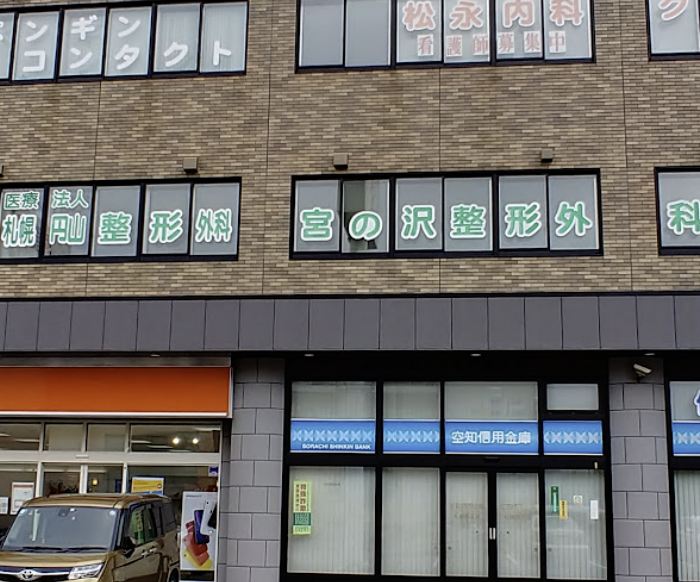 ンギン
コンタクト
松永内科
看護師募集中
ク
医療法人
札幌円山整形外科
宮の沢整形外科
SORACHI SHINKIN BANK
空知信用金庫